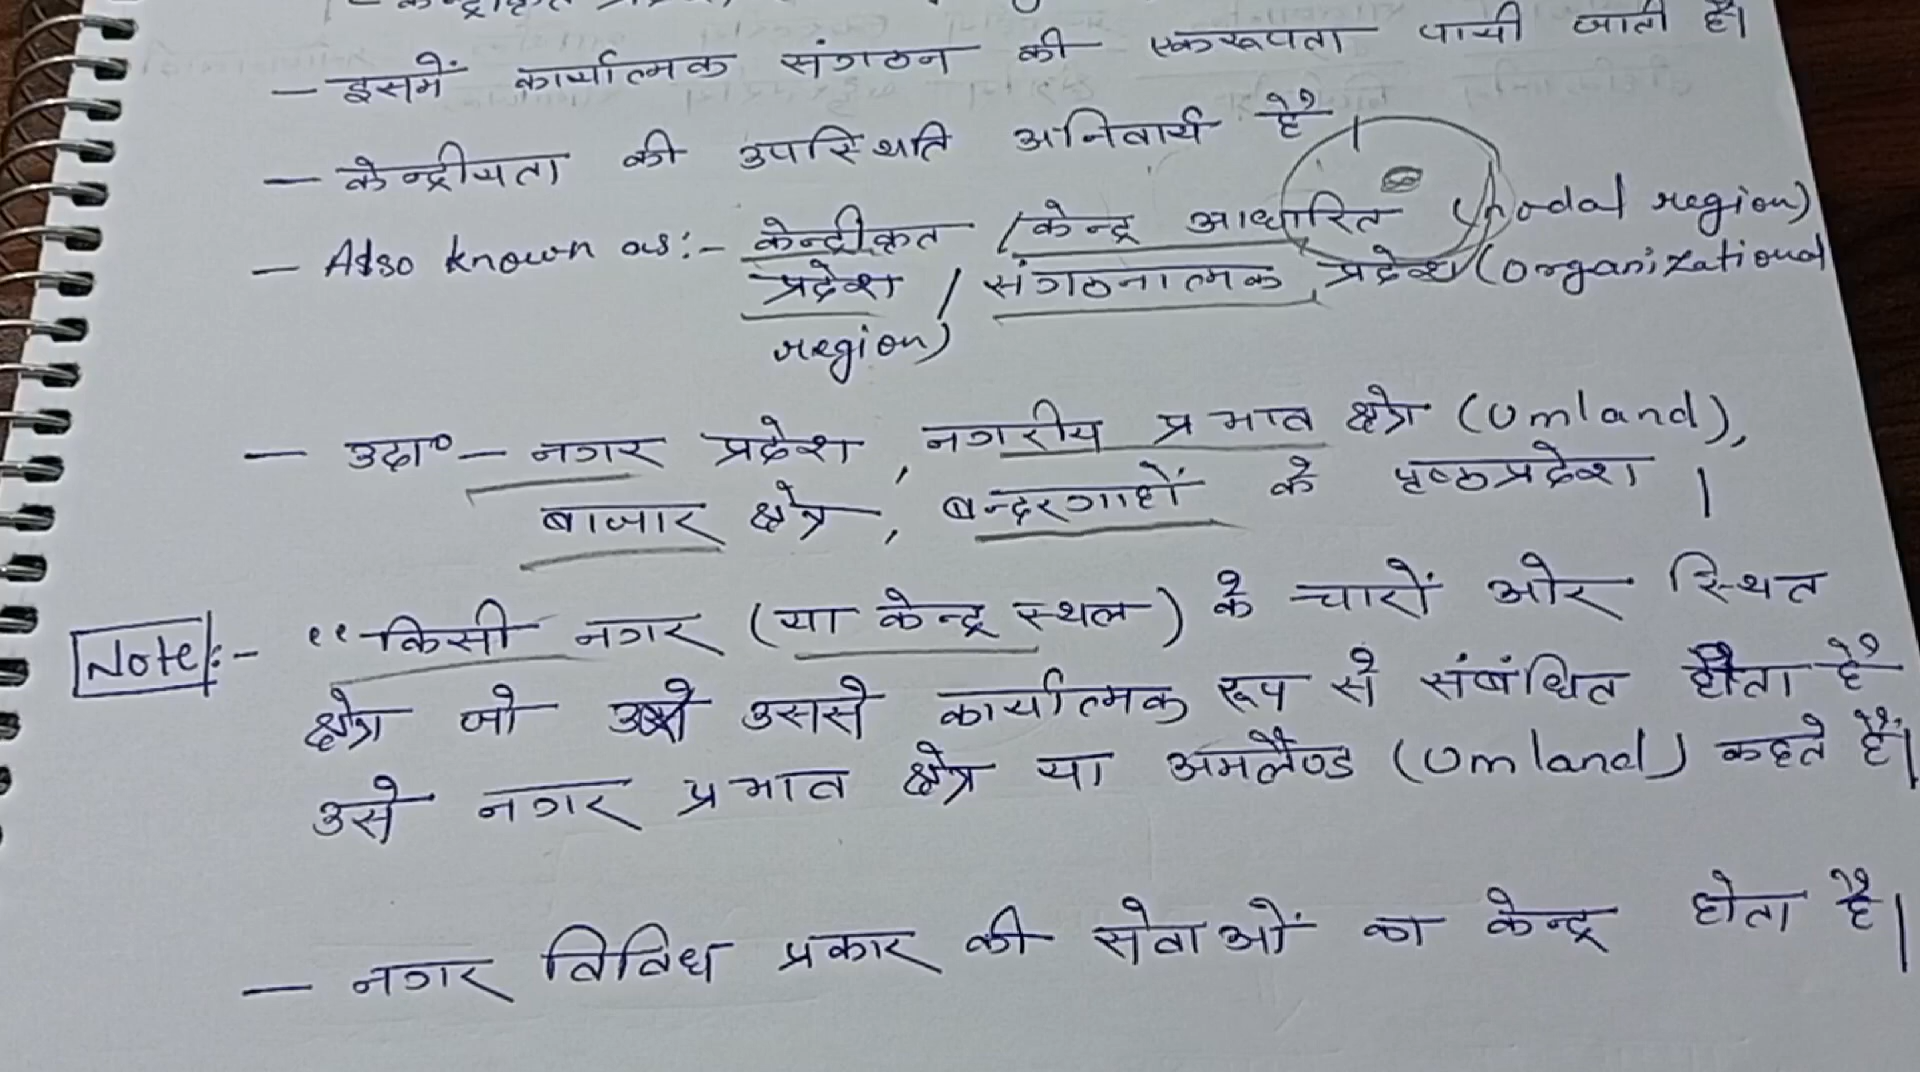 - इसमें कार्यात्मक संगठन की एकरूपता पायी जाती है।
- केन्द्रीयता की उपस्थिति अनिवार्य है।
- Also known as:- केन्द्रीकृत / केन्द्र आधारित (nodal region)
प्रदेश / संगठनात्मक प्रदेश (organizational
region)
- उदा० - नगर प्रदेश, नगरीय प्रभाव क्षेत्र (Umland),
बाजार क्षेत्र, बन्दरगाहों के पृष्ठप्रदेश।
Note:- "किसी नगर (या केन्द्र स्थल) के चारों ओर स्थित
क्षेत्र जो उससे कार्यात्मक रूप से संबंधित होता है
उसे नगर प्रभाव क्षेत्र या अमलैण्ड (Umland) कहते हैं।
- नगर विविध प्रकार की सेवाओं का केन्द्र होता है।